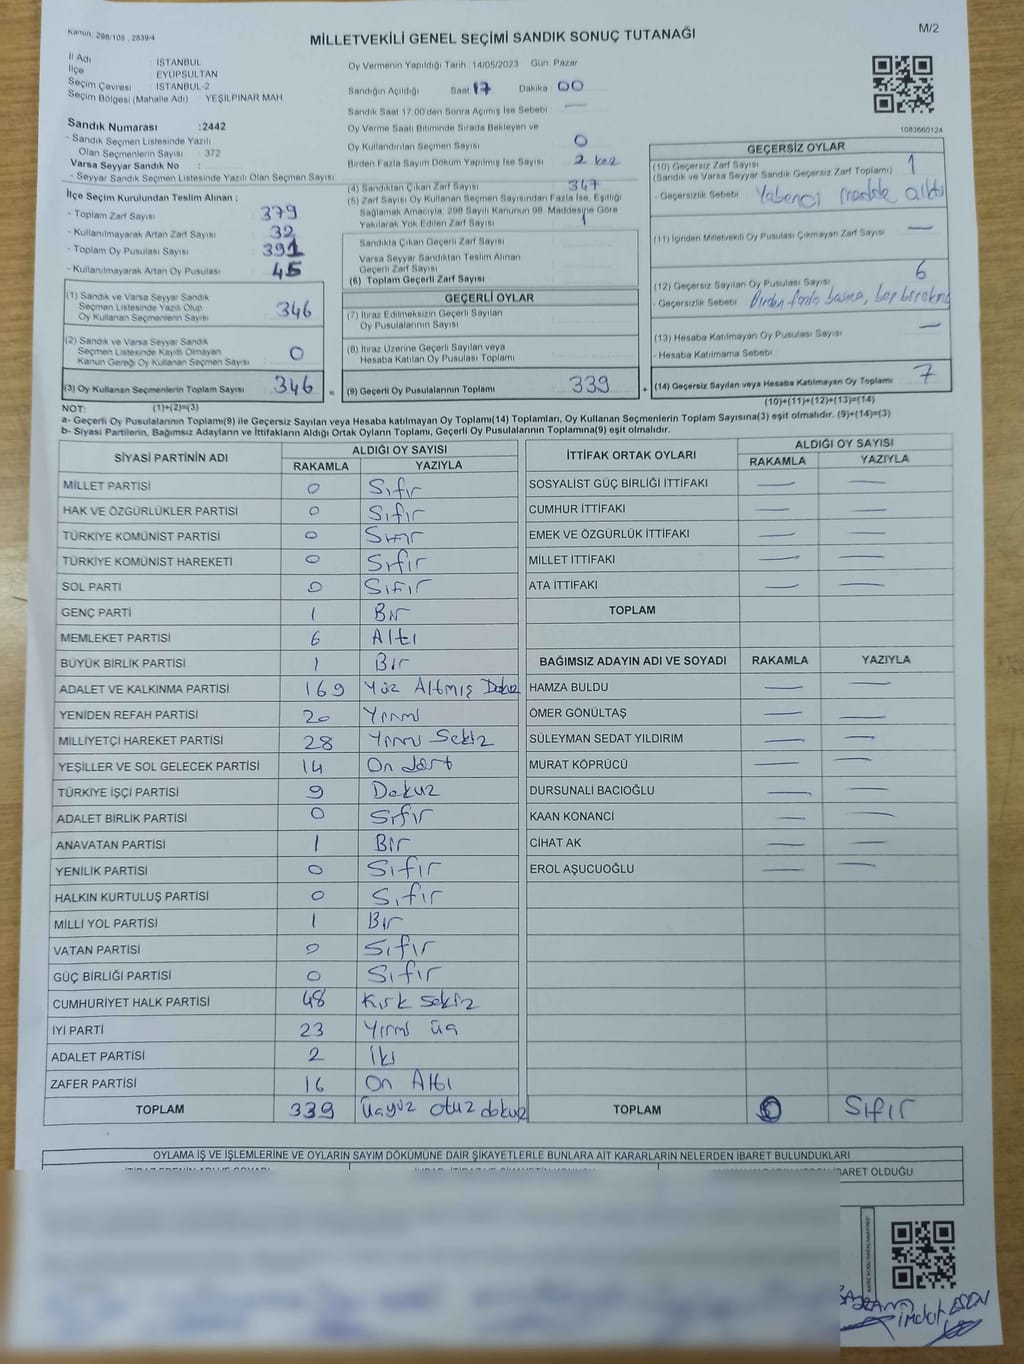 Kanun; 298/105 , 2839/4
M/2
MİLLETVEKİLİ GENEL SEÇİMİ SANDIK SONUÇ TUTANAĞI
İl Adı : İSTANBUL
İlçe : EYÜPSULTAN
Seçim Çevresi : İSTANBUL-2
Seçim Bölgesi (Mahalle Adı) YEŞİLPINAR MAH.
Sandık Numarası :2442
- Sandık Seçmen Listesinde Yazılı
Olan Seçmenlerin Sayısı : 372
Varsa Seyyar Sandık No :
- Seyyar Sandık Seçmen Listesinde Yazılı Olan Seçmen Sayısı
Oy Vermenin Yapıldığı Tarih :14/05/2023 Gün: Pazar
Sandığın Açıldığı Saat 17 Dakika 00
Sandık Saat 17.00'den Sonra Açılmış İse Sebebi : —
Oy Verme Saati Bitiminde Sırada Bekleyen ve
Oy Kullandırılan Seçmen Sayısı 0
Birden Fazla Sayım Döküm Yapılmış İse Sayısı 2 kez
1083660124
İlçe Seçim Kurulundan Teslim Alınan ;
- Toplam Zarf Sayısı 379
- Kullanılmayarak Artan Zarf Sayısı 32
- Toplam Oy Pusulası Sayısı 391
- Kullanılmayarak Artan Oy Pusulası 45
(1) Sandık ve Varsa Seyyar Sandık
Seçmen Listesinde Yazılı Olup
Oy Kullanan Seçmenlerin Sayısı 346
(2) Sandık ve Varsa Seyyar Sandık
Seçmen Listesinde Kayıtlı Olmayan
Kanun Gereği Oy Kullanan Seçmen Sayısı 0
(3) Oy Kullanan Seçmenlerin Toplam Sayısı 346
(4) Sandıktan Çıkan Zarf Sayısı 347
(5) Zarf Sayısı Oy Kullanan Seçmen Sayısından Fazla İse, Eşitliği
Sağlamak Amacıyla, 298 Sayılı Kanunun 98. Maddesine Göre
Yakılarak Yok Edilen Zarf Sayısı 1
Sandıkta Çıkan Geçerli Zarf Sayısı
Varsa Seyyar Sandıktan Teslim Alınan
Geçerli Zarf Sayısı
(6) Toplam Geçerli Zarf Sayısı
GEÇERLİ OYLAR
(7) İtiraz Edilmeksizin Geçerli Sayılan
Oy Pusulalarının Sayısı
(8) İtiraz Üzerine Geçerli Sayılan veya
Hesaba Katılan Oy Pusulası Toplamı
= (9) Geçerli Oy Pusulalarının Toplamı 339
GEÇERSİZ OYLAR
(10) Geçersiz Zarf Sayısı 1
(Sandık ve Varsa Seyyar Sandık Geçersiz Zarf Toplamı)
- Geçersizlik Sebebi : Yabancı madde
(11) İçinden Milletvekili Oy Pusulası Çıkmayan Zarf Sayısı —
(12) Geçersiz Sayılan Oy Pusulası Sayısı 6
- Geçersizlik Sebebi : Birden fazla basma, boş
(13) Hesaba Katılmayan Oy Pusulası Sayısı —
- Hesaba Katılmama Sebebi
+ (14) Geçersiz Sayılan veya Hesaba Katılmayan Oy Toplamı 7
(10)+(11)+(12)+(13)=(14)
NOT: (1)+(2)=(3)
a- Geçerli Oy Pusulalarının Toplamı(9) ile Geçersiz Sayılan veya Hesaba katılmayan Oy Toplamı(14) Toplamları, Oy Kullanan Seçmenlerin Toplam Sayısına(3) eşit olmalıdır. (9)+(14)=(3)
b- Siyasi Partilerin, Bağımsız Adayların ve İttifakların Aldığı Ortak Oyların Toplamı, Geçerli Oy Pusulalarının Toplamına(9) eşit olmalıdır.
SİYASİ PARTİNİN ADI ALDIĞI OY SAYISI
RAKAMLA YAZIYLA
MİLLET PARTİSİ 0 Sıfır
HAK VE ÖZGÜRLÜKLER PARTİSİ 0 Sıfır
TÜRKİYE KOMÜNİST PARTİSİ 0 Sıfır
TÜRKİYE KOMÜNİST HAREKETİ 0 Sıfır
SOL PARTİ 0 Sıfır
GENÇ PARTİ 1 Bir
MEMLEKET PARTİSİ 6 Altı
BÜYÜK BİRLİK PARTİSİ 1 Bir
ADALET VE KALKINMA PARTİSİ 169 Yüz Altmış Dokuz
YENİDEN REFAH PARTİSİ 20 Yirmi
MİLLİYETÇİ HAREKET PARTİSİ 28 Yirmi Sekiz
YEŞİLLER VE SOL GELECEK PARTİSİ 14 On dört
TÜRKİYE İŞÇİ PARTİSİ 9 Dokuz
ADALET BİRLİK PARTİSİ 0 Sıfır
ANAVATAN PARTİSİ 1 Bir
YENİLİK PARTİSİ 0 Sıfır
HALKIN KURTULUŞ PARTİSİ 0 Sıfır
MİLLİ YOL PARTİSİ 1 Bir
VATAN PARTİSİ 0 Sıfır
GÜÇ BİRLİĞİ PARTİSİ 0 Sıfır
CUMHURİYET HALK PARTİSİ 48 Kırk Sekiz
İYİ PARTİ 23 Yirmi üç
ADALET PARTİSİ 2 İki
ZAFER PARTİSİ 16 On Altı
TOPLAM 339 Üçyüz otuz dokuz
İTTİFAK ORTAK OYLARI ALDIĞI OY SAYISI
RAKAMLA YAZIYLA
SOSYALİST GÜÇ BİRLİĞİ İTTİFAKI — —
CUMHUR İTTİFAKI — —
EMEK VE ÖZGÜRLÜK İTTİFAKI — —
MİLLET İTTİFAKI — —
ATA İTTİFAKI — —
TOPLAM
BAĞIMSIZ ADAYIN ADI VE SOYADI RAKAMLA YAZIYLA
HAMZA BULDU — —
ÖMER GÖNÜLTAŞ — —
SÜLEYMAN SEDAT YILDIRIM — —
MURAT KÖPRÜCÜ — —
DURSUNALİ BACIOĞLU — —
KAAN KONANCI — —
CİHAT AK — —
EROL AŞUCUOĞLU — —
TOPLAM 0 Sıfır
OYLAMA İŞ VE İŞLEMLERİNE VE OYLARIN SAYIM DÖKÜMÜNE DAİR ŞİKAYETLERLE BUNLARA AİT KARARLARIN NELERDEN İBARET BULUNDUKLARI
İBARET OLDUĞU